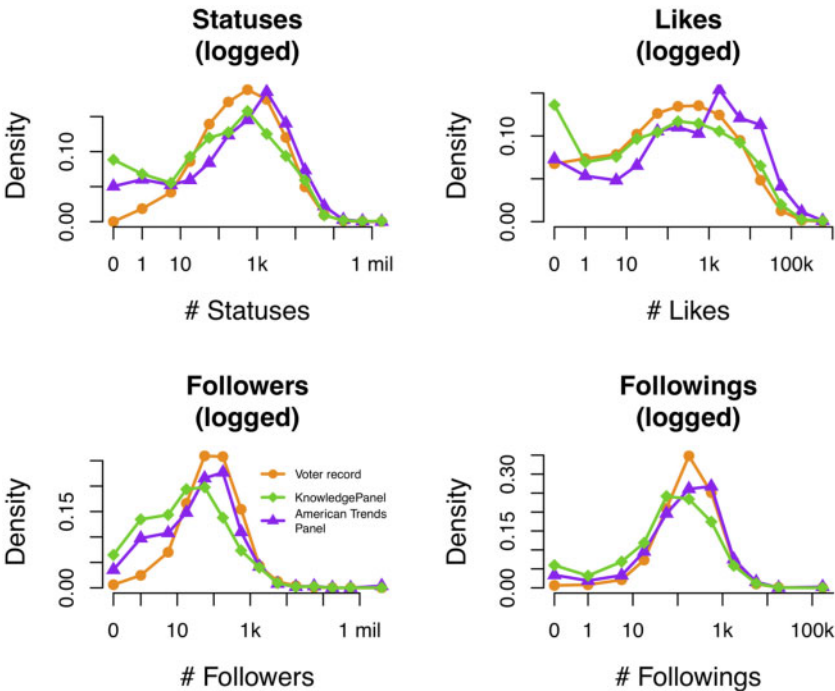 Statuses
(logged)
Density
0.00
0.10
0
1
10
1k
1 mil
# Statuses
Likes
(logged)
Density
0.00
0.10
0
1
10
1k
100k
# Likes
Followers
(logged)
Density
0.00
0.15
Voter record
KnowledgePanel
American Trends
Panel
0
10
1k
1 mil
# Followers
Followings
(logged)
Density
0.00
0.15
0.30
0
1
10
1k
100k
# Followings